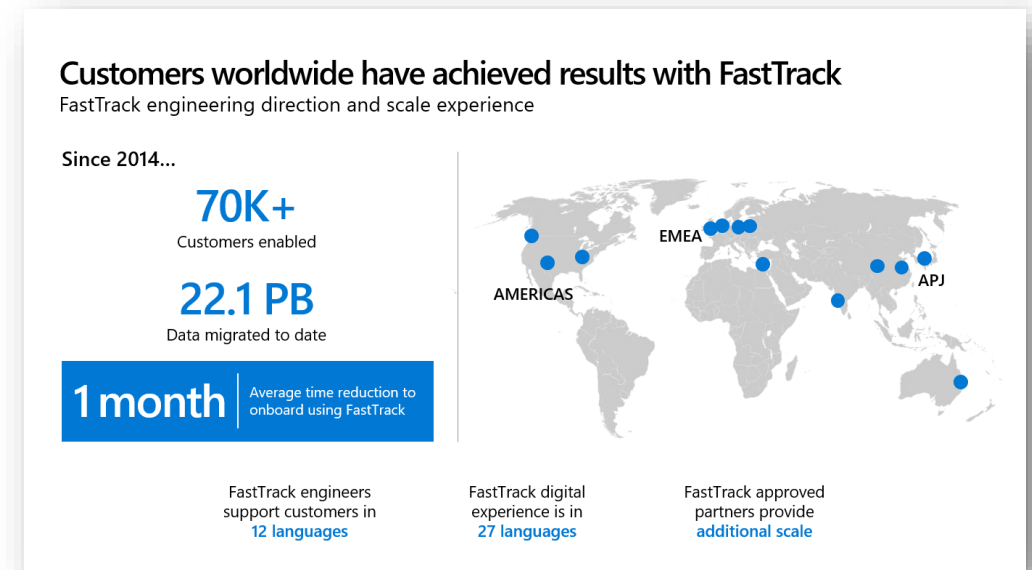 Customers worldwide have achieved results with FastTrack
FastTrack engineering direction and scale experience
Since 2014...
70K+
Customers enabled
22.1 PB
Data migrated to date
1 month
Average time reduction to
onboard using FastTrack
AMERICAS
EMEA
APJ
FastTrack engineers
support customers in
12 languages
FastTrack digital
experience is in
27 languages
FastTrack approved
partners provide
additional scale